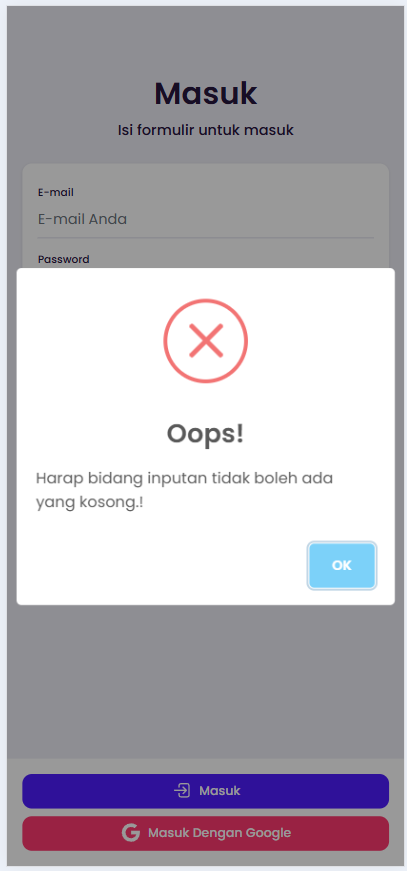 Masuk
Isi formulir untuk masuk
E-mail
E-mail Anda
Password
Oops!
Harap bidang inputan tidak boleh ada
yang kosong.!
OK
Masuk
Masuk Dengan Google